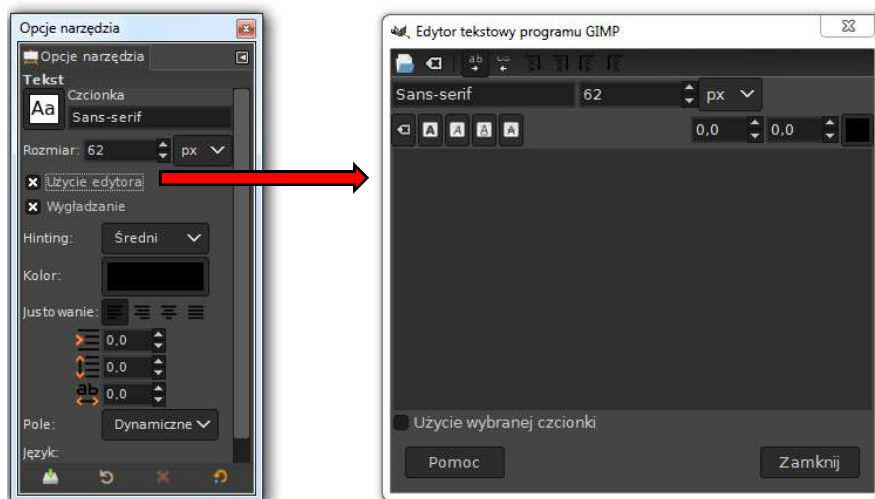 Opcje narzędzia
Opcje narzędzia
Tekst
Aa
Czcionka
Sans-serif
Rozmiar: 62 px
Użycie edytora
Wygładzanie
Hinting: Średni
Kolor:
Justowanie:
0,0
0,0
ab 0,0
Pole: Dynamiczne
Język:
Edytor tekstowy programu GIMP
Sans-serif 62 px
A A A A 0,0 0,0
Użycie wybranej czcionki
Pomoc Zamknij